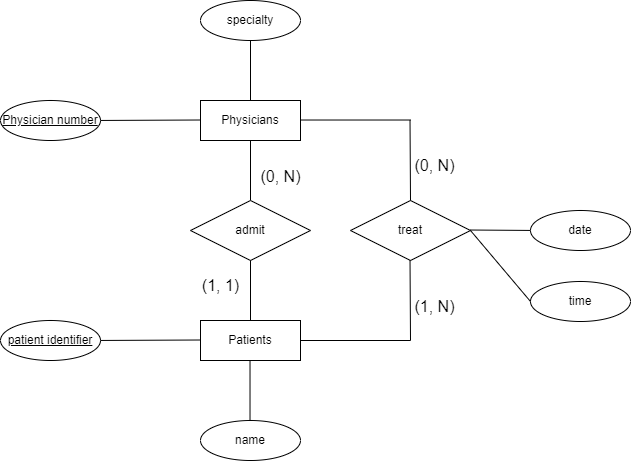 specialty
Physician number
Physicians
(0, N)
(0, N)
admit
treat
date
(1, 1)
(1, N)
time
patient identifier
Patients
name